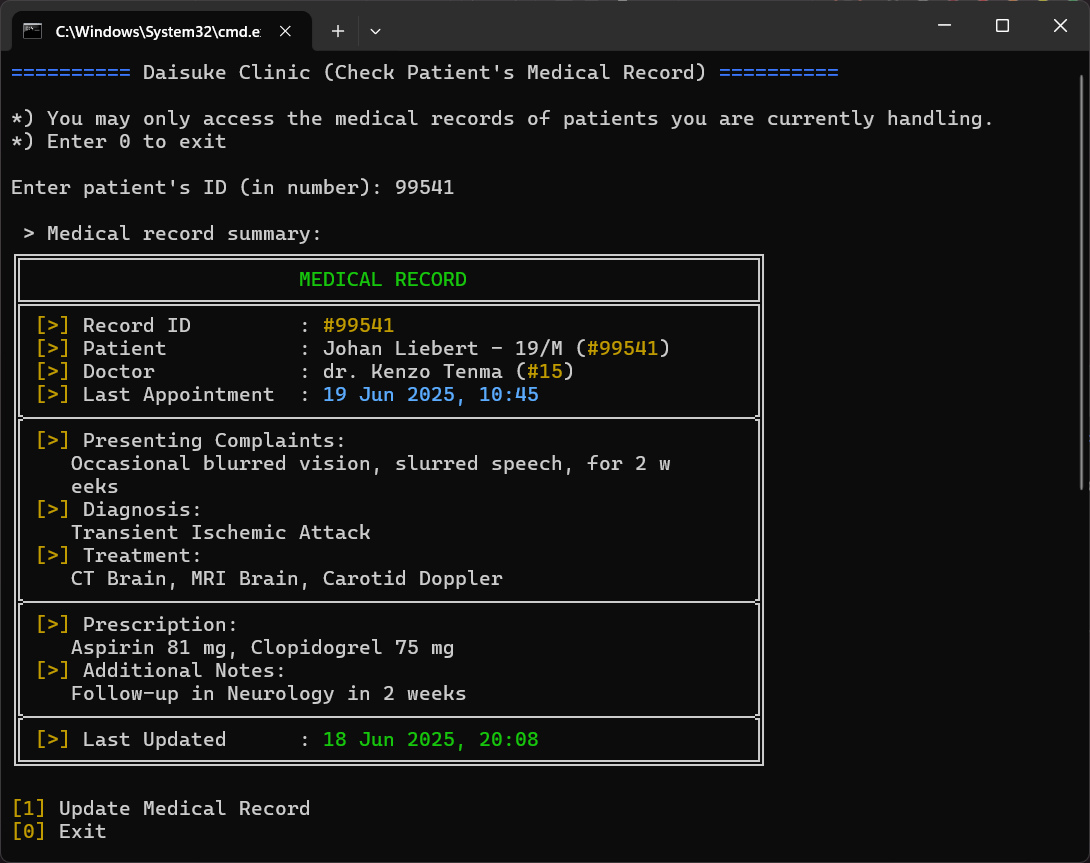 C:\Windows\System32\cmd.e
========== Daisuke Clinic (Check Patient's Medical Record) ==========
*) You may only access the medical records of patients you are currently handling.
*) Enter 0 to exit
Enter patient's ID (in number): 99541
> Medical record summary:
MEDICAL RECORD
[>] Record ID : #99541
[>] Patient : Johan Liebert - 19/M (#99541)
[>] Doctor : dr. Kenzo Tenma (#15)
[>] Last Appointment : 19 Jun 2025, 10:45
[>] Presenting Complaints:
Occasional blurred vision, slurred speech, for 2 w
eeks
[>] Diagnosis:
Transient Ischemic Attack
[>] Treatment:
CT Brain, MRI Brain, Carotid Doppler
[>] Prescription:
Aspirin 81 mg, Clopidogrel 75 mg
[>] Additional Notes:
Follow-up in Neurology in 2 weeks
[>] Last Updated : 18 Jun 2025, 20:08
[1] Update Medical Record
[0] Exit